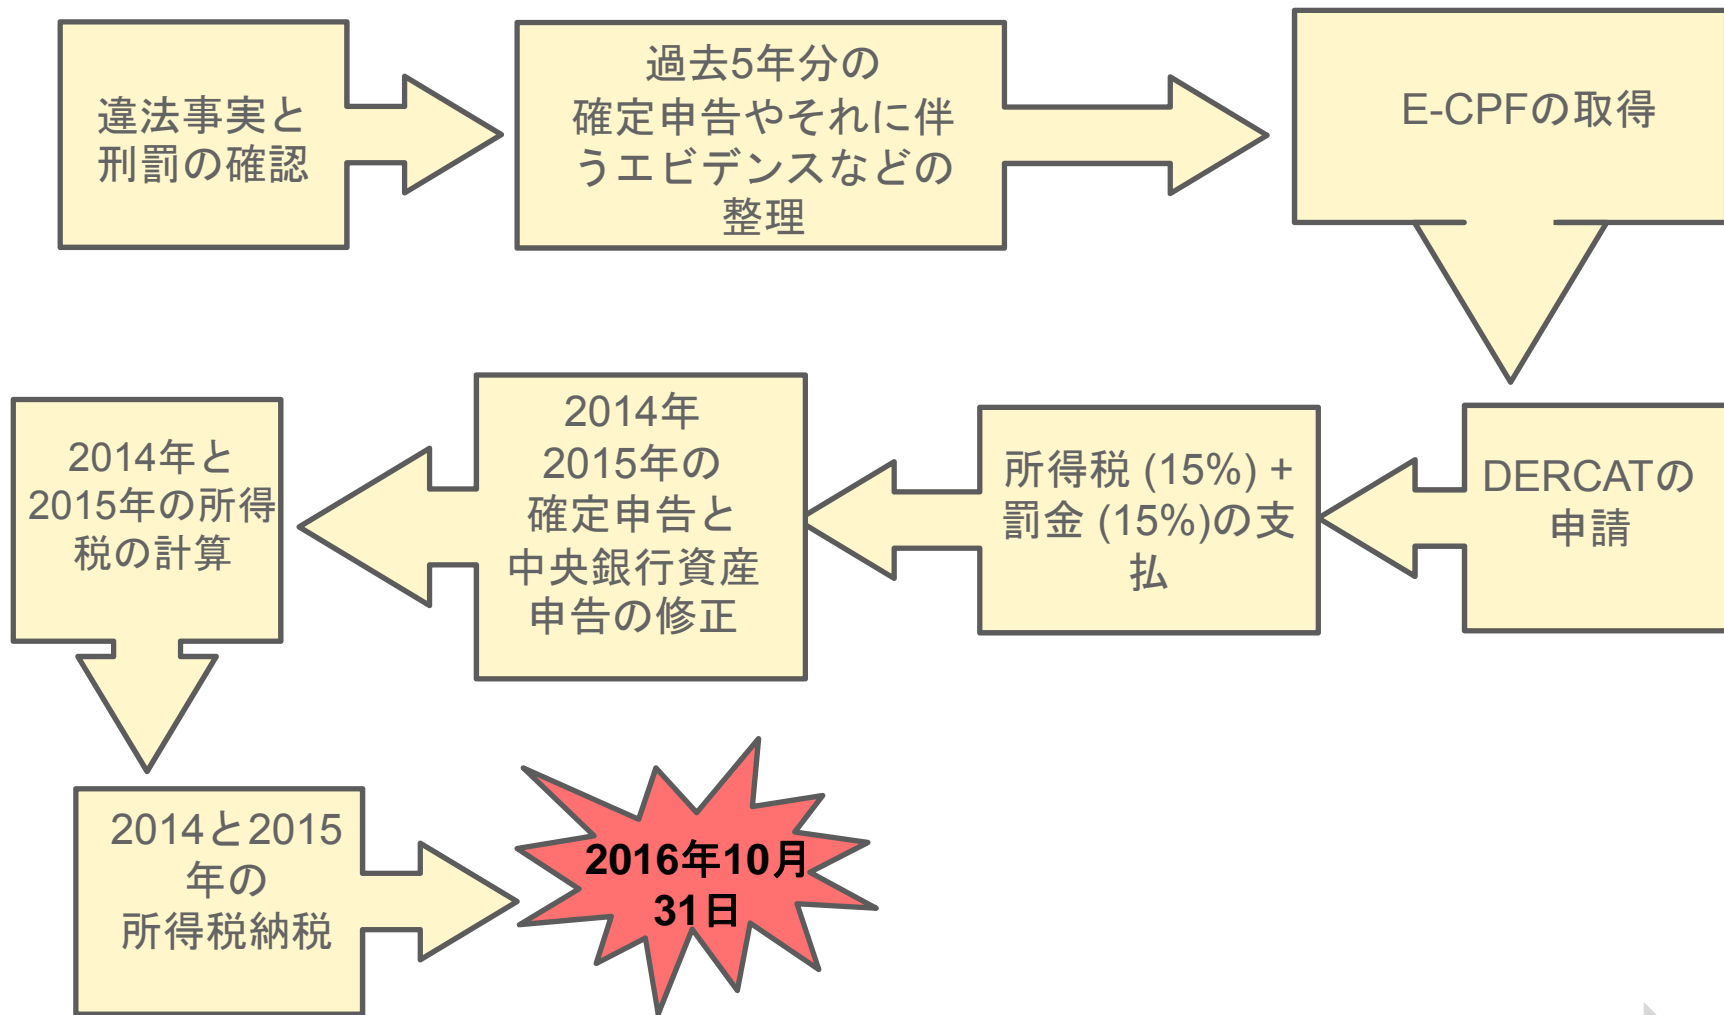 違法事実と
刑罰の確認
過去5年分の
確定申告やそれに伴
うエビデンスなどの
整理
E-CPFの取得
DERCATの
申請
所得税 (15%) +
罰金 (15%)の支
払
2014年
2015年の
確定申告と
中央銀行資産
申告の修正
2014年と
2015年の所得
税の計算
2014と2015
年の
所得税納税
2016年10月
31日